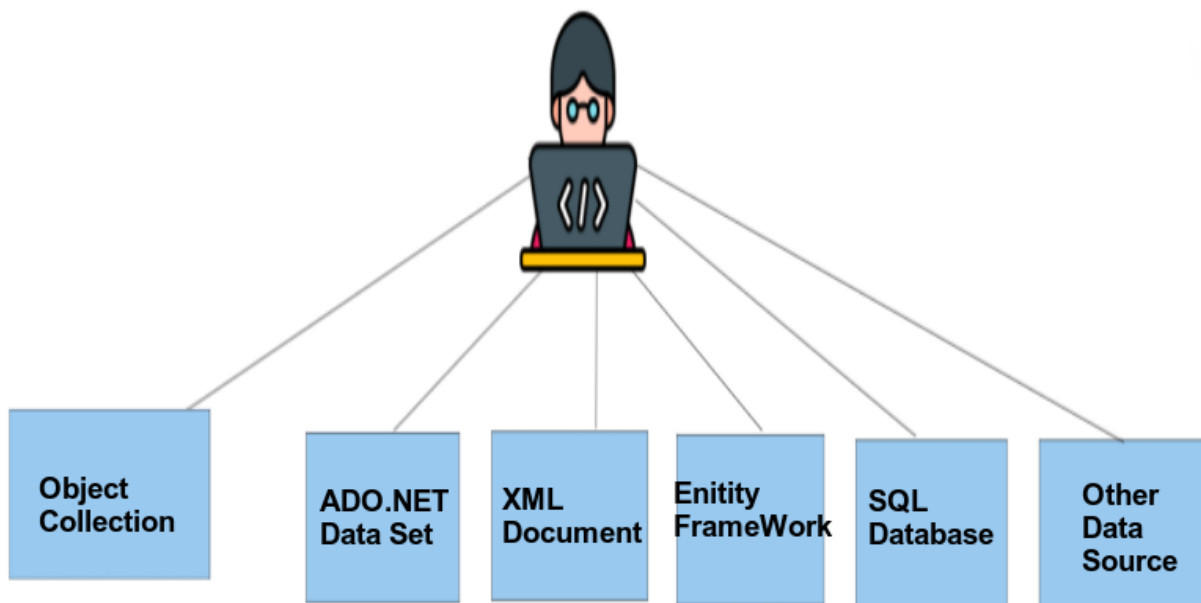 </>
Object
Collection
ADO.NET
Data Set
XML
Document
Enitity
FrameWork
SQL
Database
Other
Data
Source